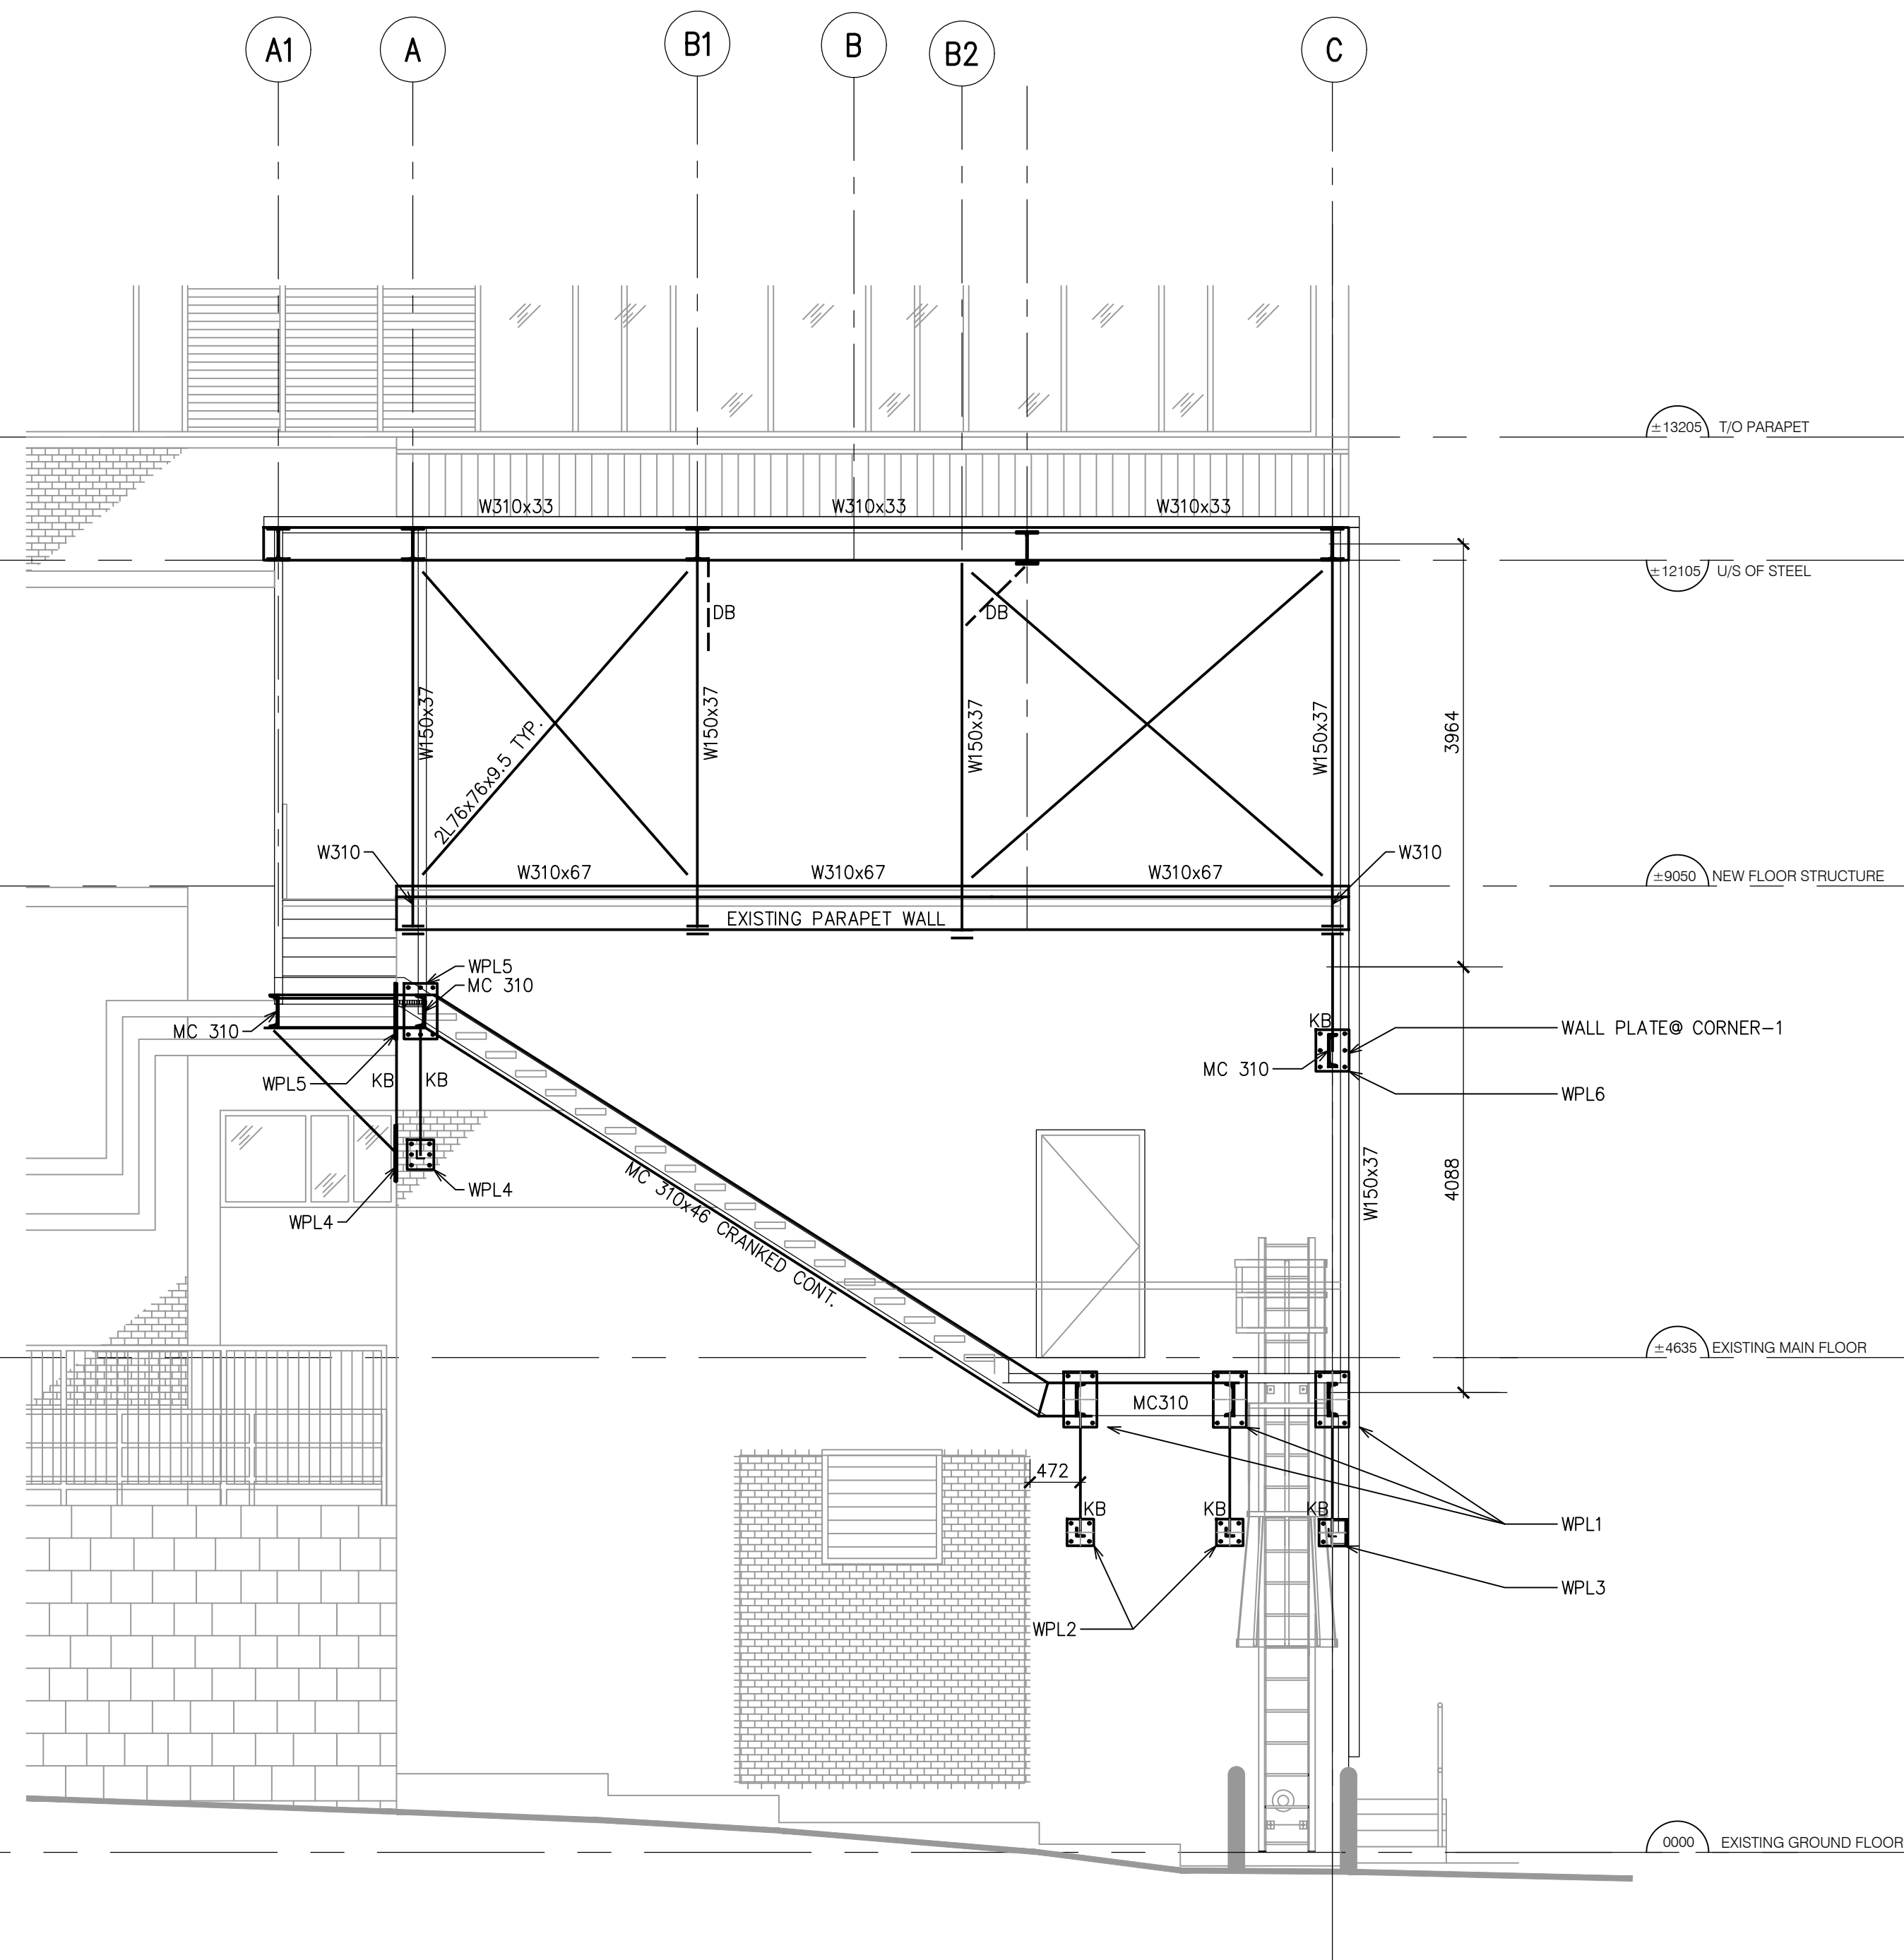 A1
A
B1
B
B2
C
±13205 T/O PARAPET
W310x33
W310x33
W310x33
±12105 U/S OF STEEL
DB
DB
W150x37
W150x37
W150x37
W150x37
3964
2L76x76x9.5 TYP.
W310
W310x67
W310x67
W310x67
W310
±9050 NEW FLOOR STRUCTURE
EXISTING PARAPET WALL
WPL5
MC 310
MC 310
KB
WALL PLATE@ CORNER-1
MC 310
WPL5
KB
KB
WPL6
WPL4
WPL4
W150x37
4088
MC 310x46 CRANKED CONT.
±4635 EXISTING MAIN FLOOR
MC310
472
KB
KB
KB
WPL1
WPL3
WPL2
0000 EXISTING GROUND FLOOR